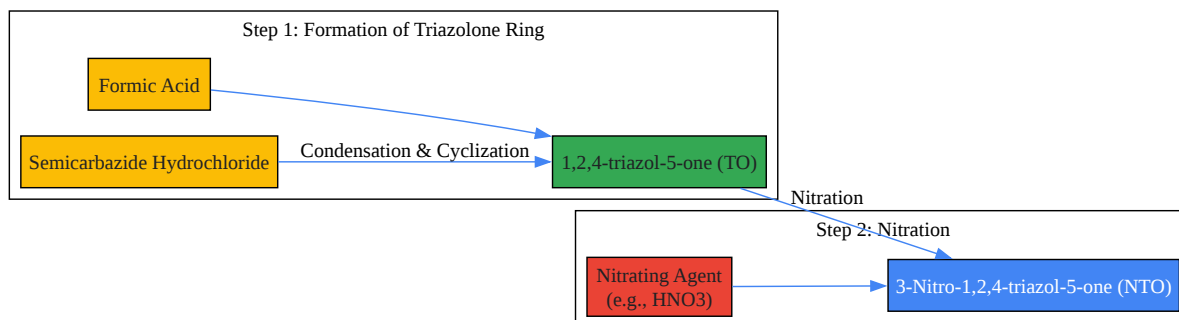 Step 1: Formation of Triazolone Ring
Formic Acid
Semicarbazide Hydrochloride
Condensation & Cyclization
1,2,4-triazol-5-one (TO)
Nitration
Step 2: Nitration
Nitrating Agent
(e.g., HNO3)
3-Nitro-1,2,4-triazol-5-one (NTO)